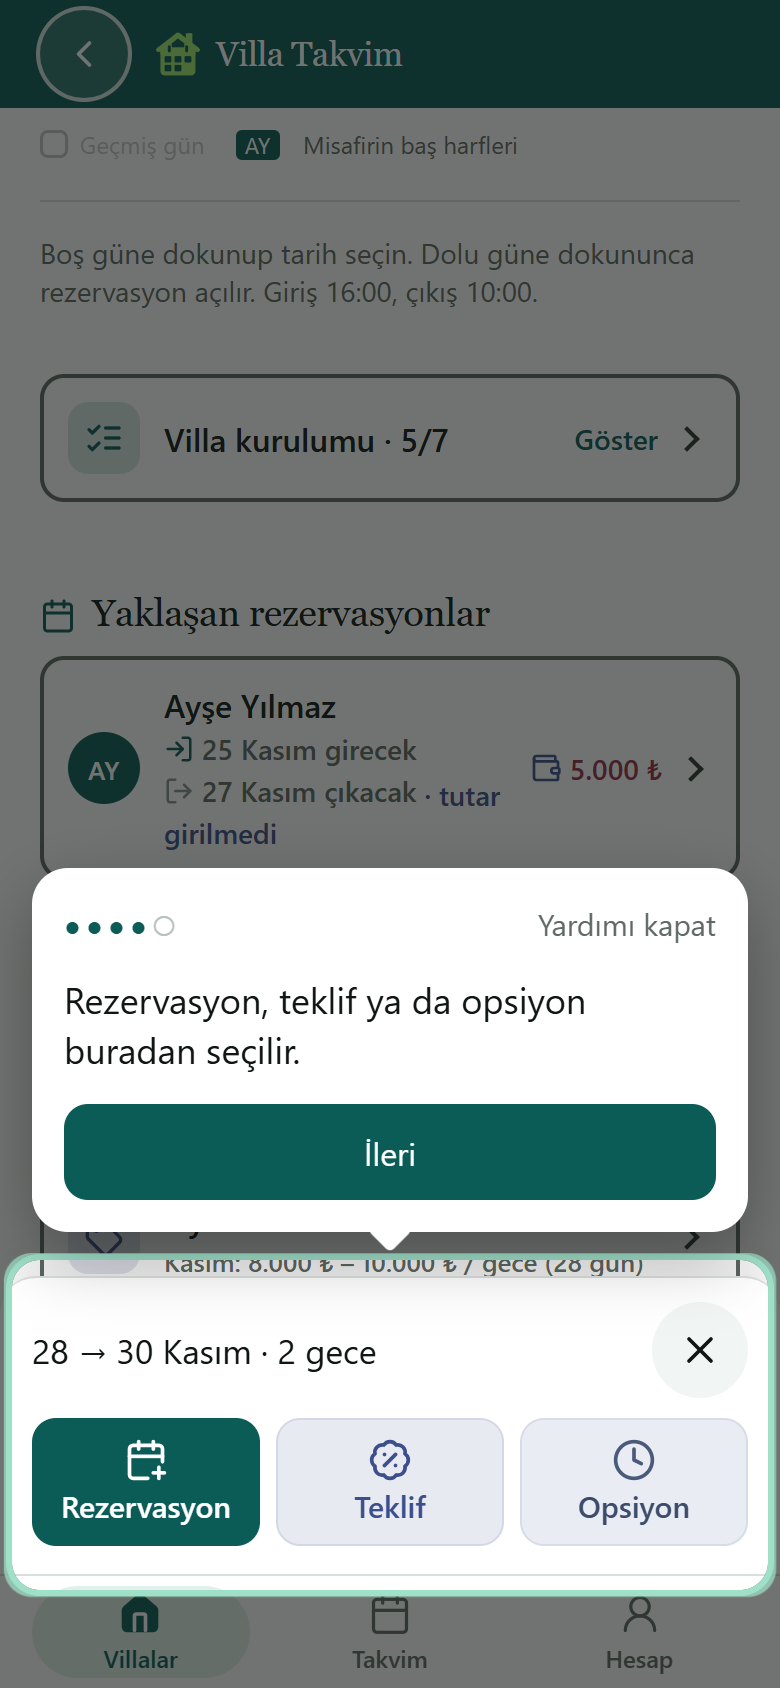 Villa Takvim
Geçmiş gün
AY
Misafirin baş harfleri
Boş güne dokunup tarih seçin. Dolu güne dokununca
rezervasyon açılır. Giriş 16:00, çıkış 10:00.
Villa kurulumu · 5/7
Göster
Yaklaşan rezervasyonlar
Ayşe Yılmaz
AY
25 Kasım girecek
27 Kasım çıkacak · tutar
girilmedi
5.000 ₺
Yardımı kapat
Rezervasyon, teklif ya da opsiyon
buradan seçilir.
İleri
Kasım: 8.000 ₺ – 10.000 ₺ / gece (28 gün)
28 → 30 Kasım · 2 gece
Rezervasyon
Teklif
Opsiyon
Villalar
Takvim
Hesap